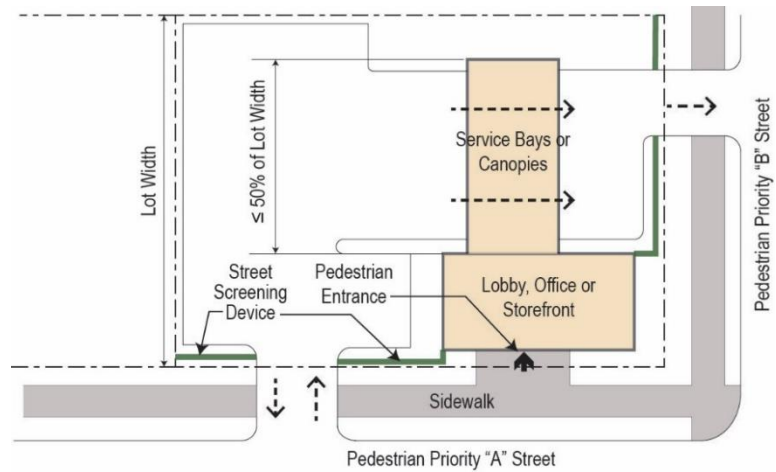 Lot Width
≤ 50% of Lot Width
Service Bays or
Canopies
Pedestrian Priority “B” Street
Street
Screening
Device
Pedestrian
Entrance
Lobby, Office or
Storefront
Sidewalk
Pedestrian Priority “A” Street